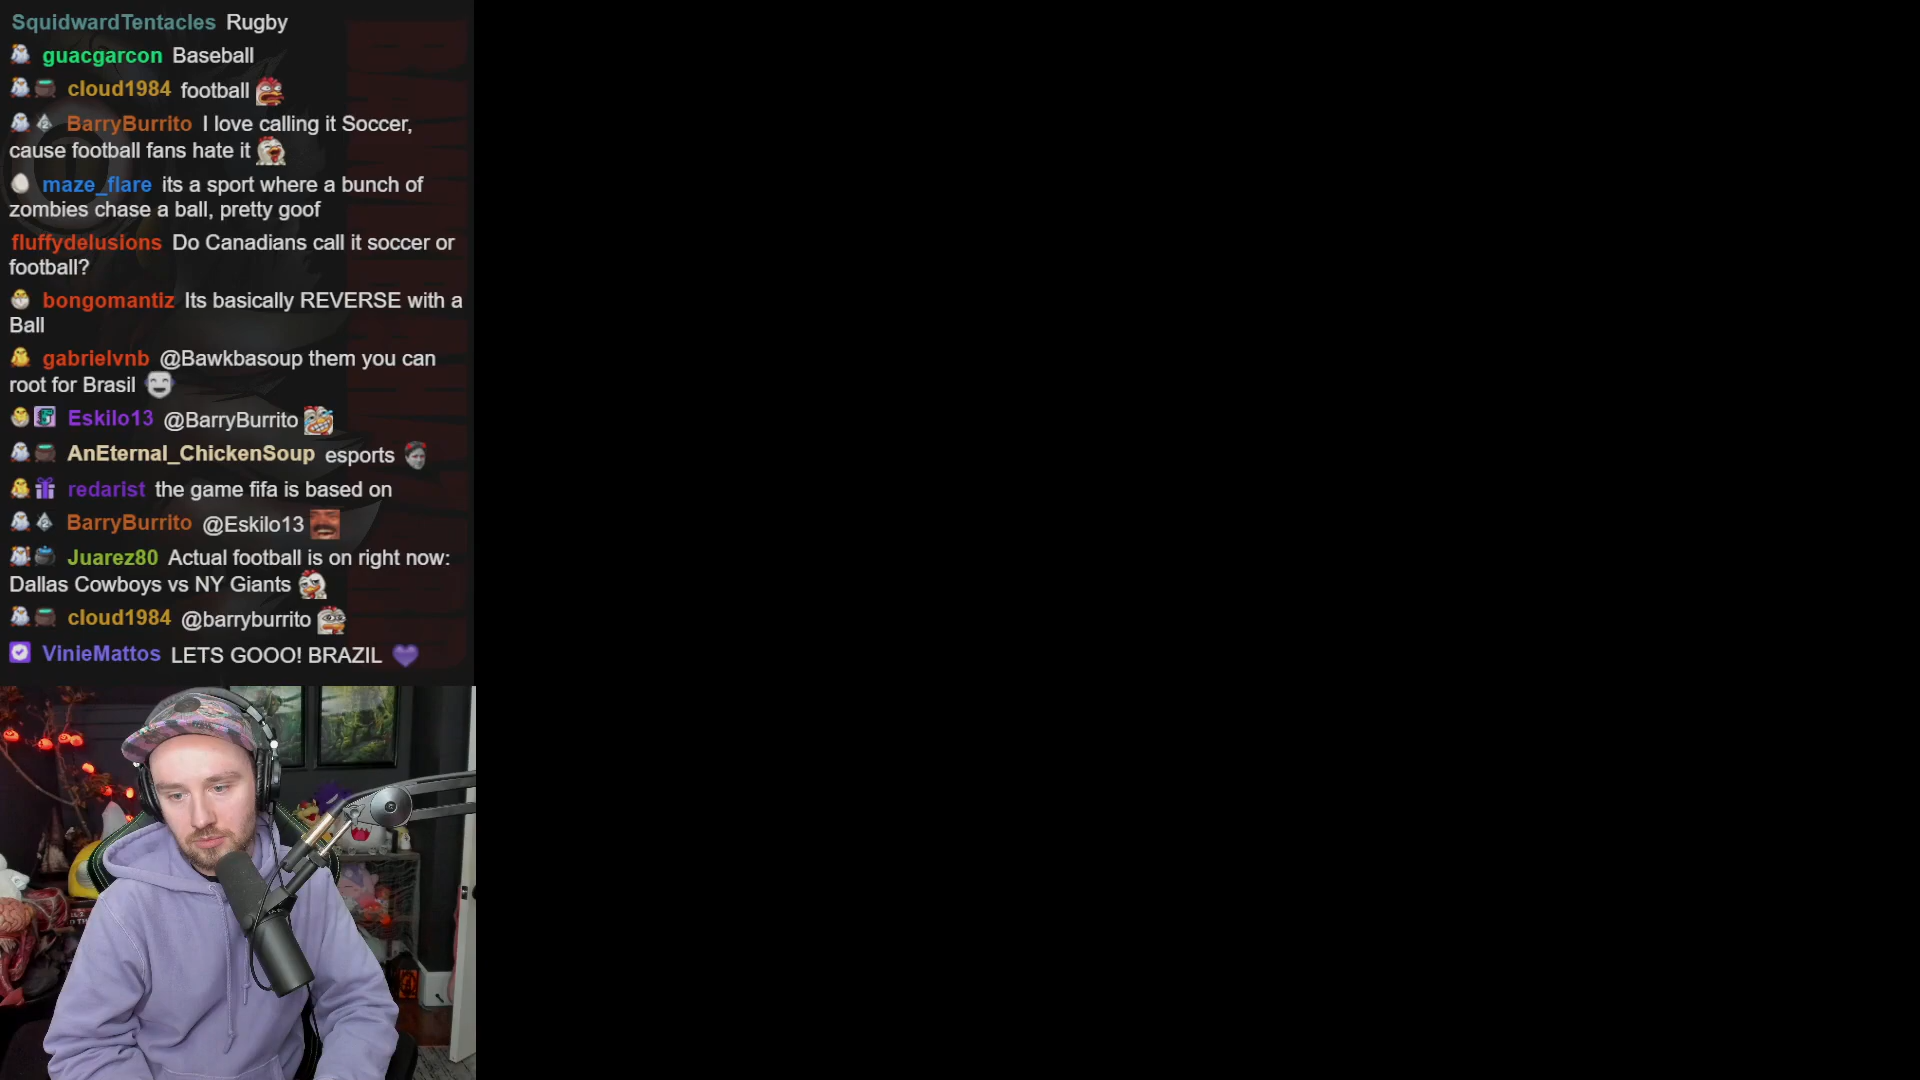 SquidwardTentacles Rugby
guacgarcon Baseball
cloud1984 football
BarryBurrito I love calling it Soccer,
cause football fans hate it
maze_flare its a sport where a bunch of
zombies chase a ball, pretty goof
fluffydelusions Do Canadians call it soccer or
football?
bongomantiz Its basically REVERSE with a
Ball
gabrielvnb @Bawkbasoup them you can
root for Brasil
Eskilo13 @BarryBurrito
AnEternal_ChickenSoup esports
redarist the game fifa is based on
BarryBurrito @Eskilo13
Juarez80 Actual football is on right now:
Dallas Cowboys vs NY Giants
cloud1984 @barryburrito
VinieMattos LETS GOOO! BRAZIL